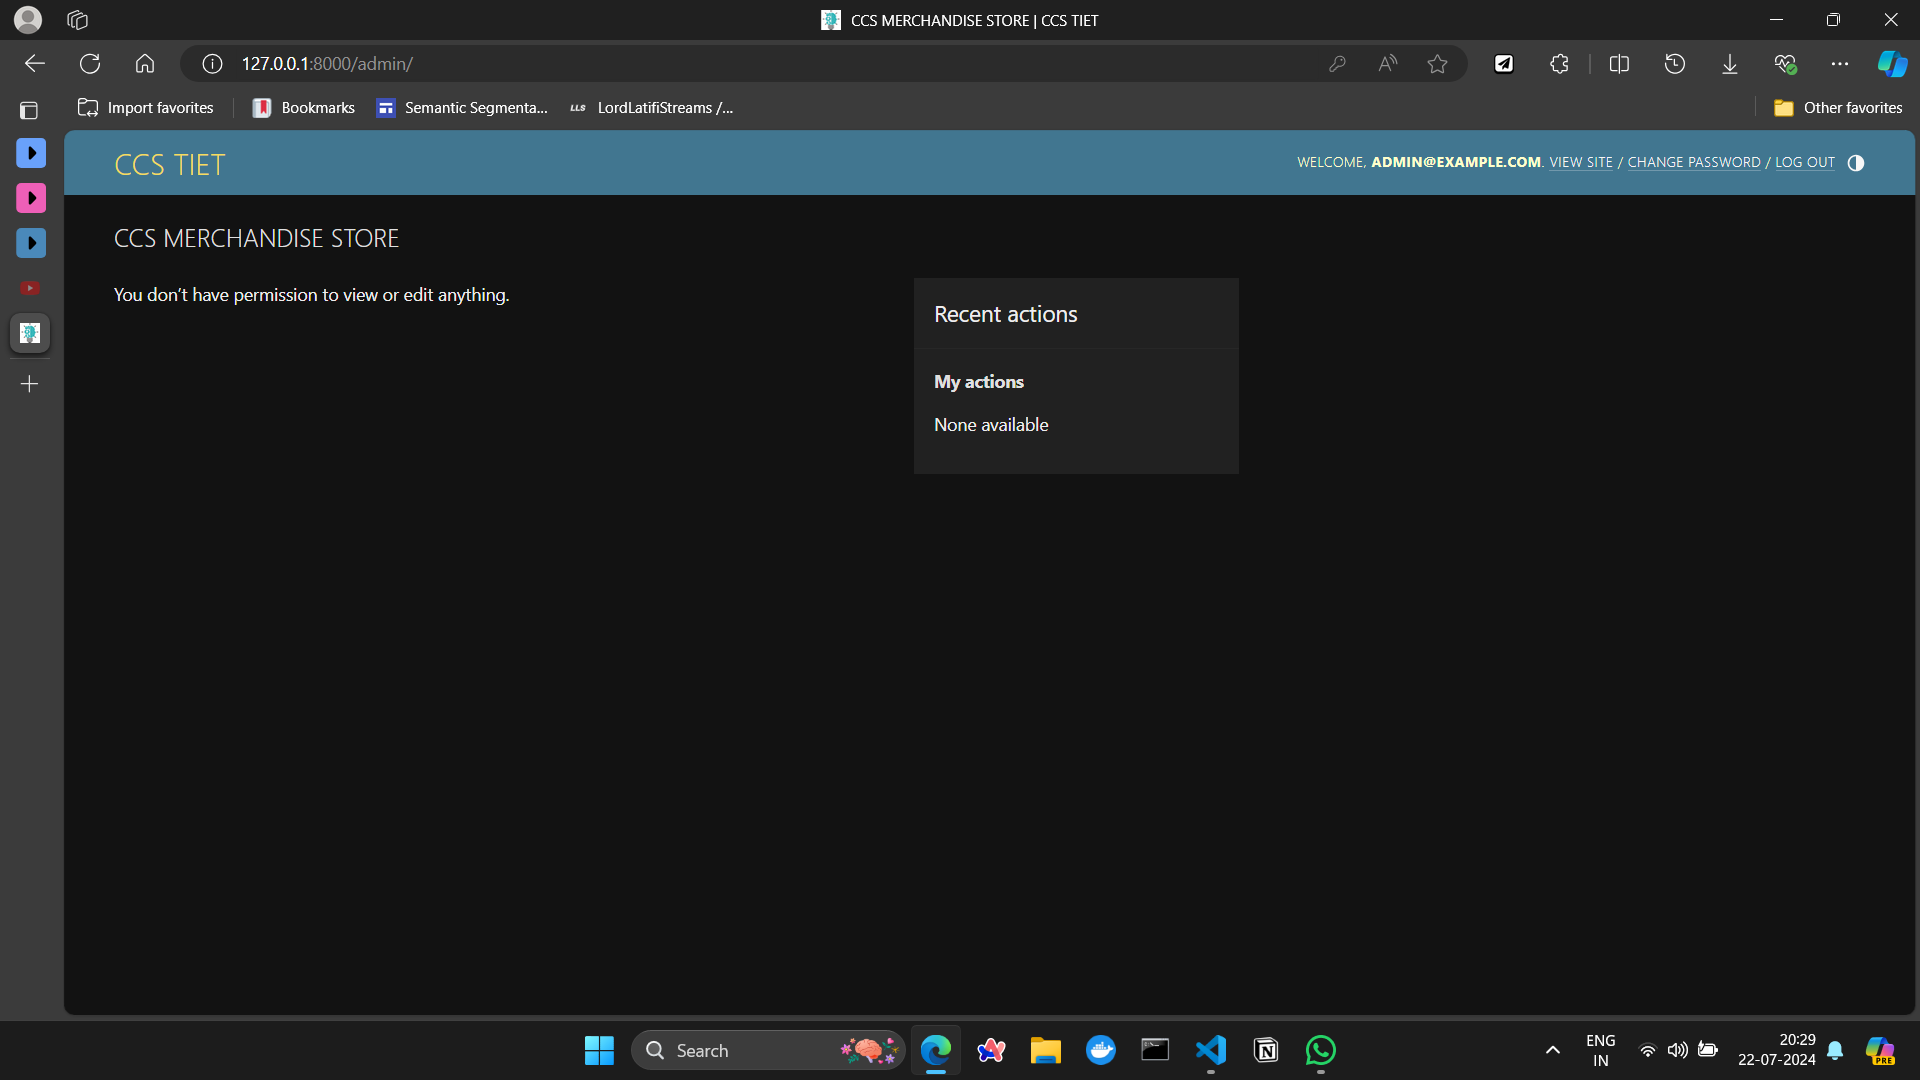 CCS MERCHANDISE STORE | CCS TIET
127.0.0.1:8000/admin/
Import favorites
Bookmarks
Semantic Segmenta...
LLS LordLatifiStreams /...
Other favorites
CCS TIET
WELCOME, ADMIN@EXAMPLE.COM. VIEW SITE / CHANGE PASSWORD / LOG OUT
CCS MERCHANDISE STORE
You don’t have permission to view or edit anything.
Recent actions
My actions
None available
Search
ENG
IN
20:29
22-07-2024
PRE